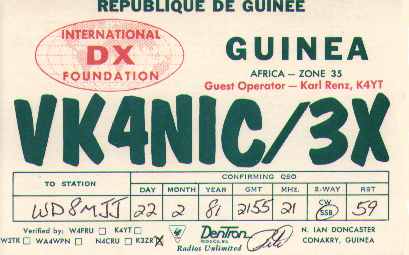 REPUBLIQUE DE GUINEE
INTERNATIONAL
DX
FOUNDATION
GUINEA
AFRICA — ZONE 35
Guest Operator — Karl Renz, K4YT
VK4NIC/3X
TO STATION
CONFIRMING QSO
DAY MONTH YEAR GMT MHZ. 2-WAY RST
WD8MJJ 22 2 81 2155 21 CW SSB 59
Verified by: W4FRU K4YT
W2TK WA4WPN N4CRU K3ZR X
DenTron
Radios Unlimited
N. IAN DONCASTER
CONAKRY, GUINEA